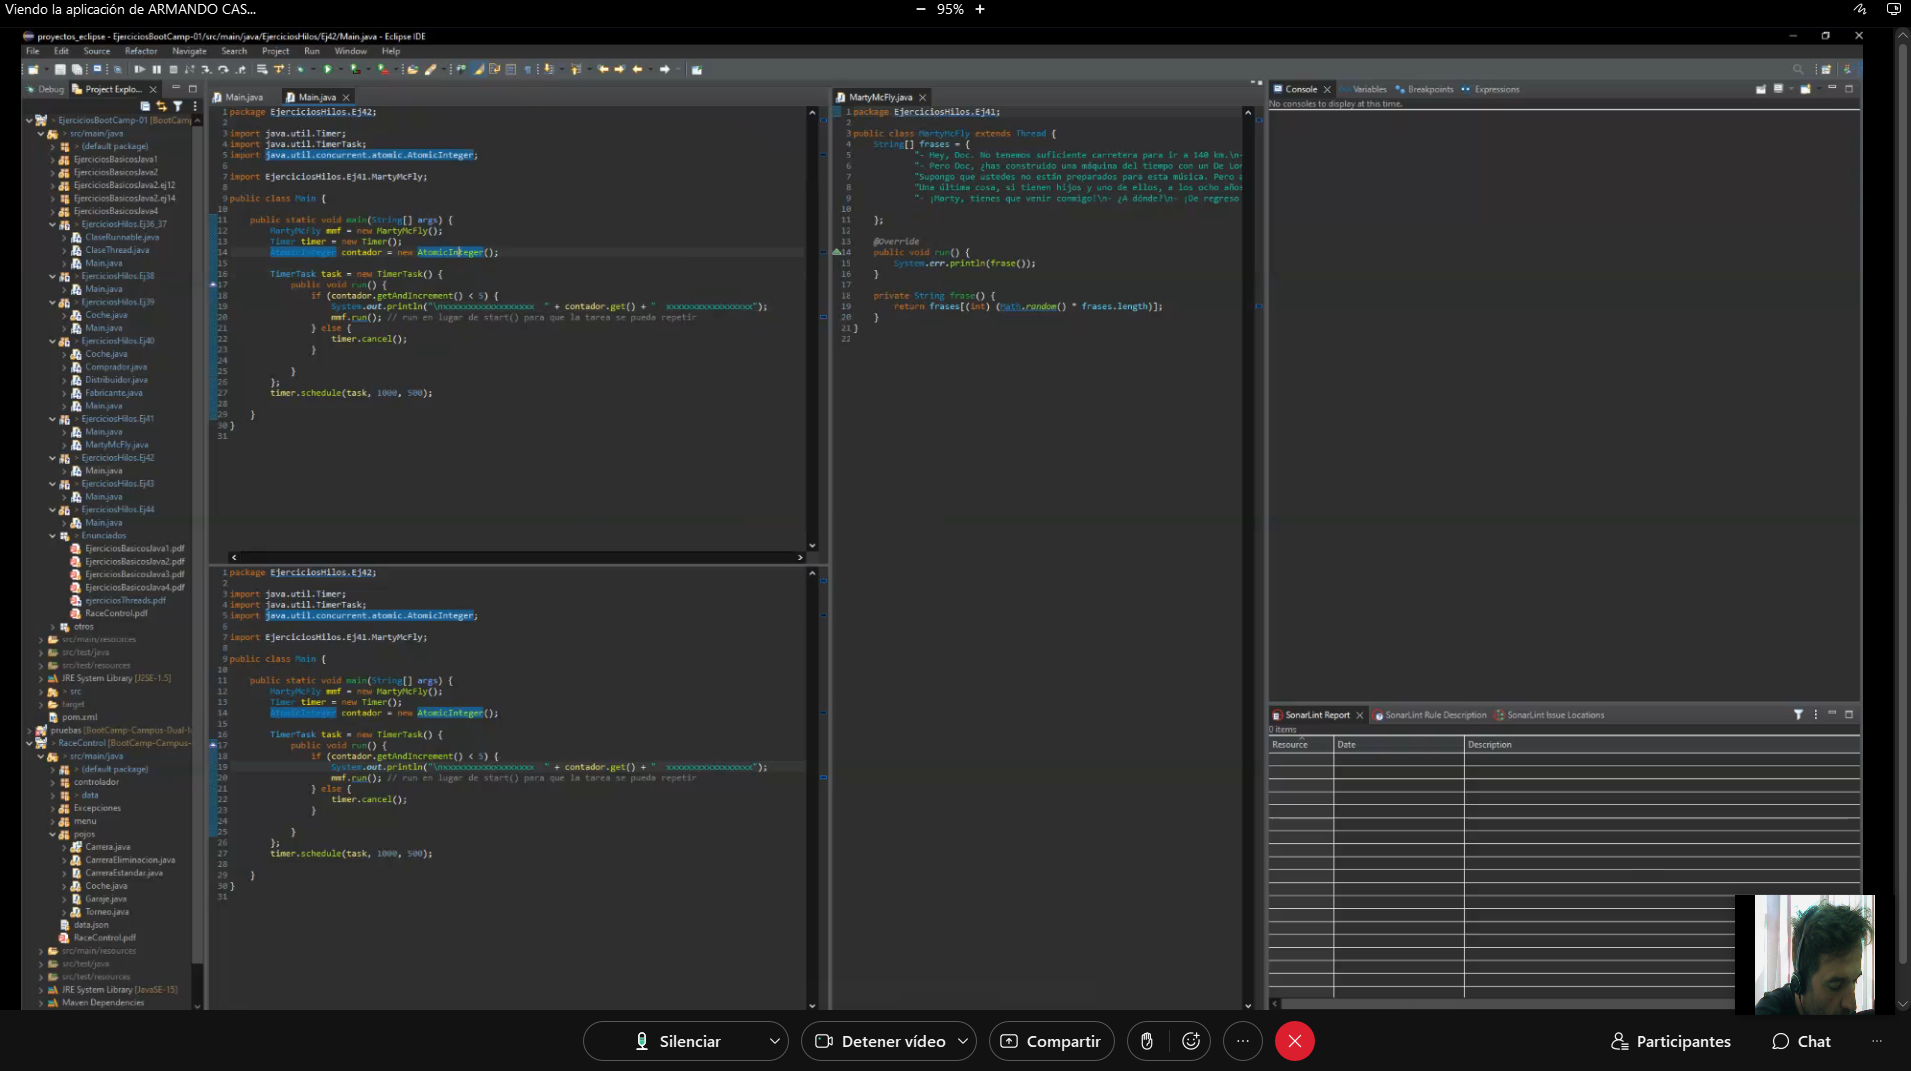 Viendo la aplicación de ARMANDO CAS...
95%
proyectos_eclipse - EjerciciosBootCamp-01/src/main/java/EjerciciosHilos/Ej42/Main.java - Eclipse IDE
File Edit Source Refactor Navigate Search Project Run Window Help
Debug Project Explo...
EjerciciosBootCamp-01 [BootCamp
src/main/java
(default package)
EjerciciosBasicosJava1
EjerciciosBasicosJava2
EjerciciosBasicosJava2.ej12
EjerciciosBasicosJava2.ej14
EjerciciosBasicosJava4
EjerciciosHilos.Ej36_37
ClaseRunnable.java
ClaseThread.java
Main.java
EjerciciosHilos.Ej38
Main.java
EjerciciosHilos.Ej39
Coche.java
Main.java
EjerciciosHilos.Ej40
Coche.java
Comprador.java
Distribuidor.java
Fabricante.java
Main.java
EjerciciosHilos.Ej41
Main.java
MartyMcFly.java
EjerciciosHilos.Ej42
Main.java
EjerciciosHilos.Ej43
Main.java
EjerciciosHilos.Ej44
Main.java
Enunciados
EjerciciosBasicosJava1.pdf
EjerciciosBasicosJava2.pdf
EjerciciosBasicosJava3.pdf
EjerciciosBasicosJava4.pdf
ejerciciosThreads.pdf
RaceControl.pdf
otros
src/main/resources
src/test/java
src/test/resources
JRE System Library [J2SE-1.5]
src
target
pom.xml
pruebas [BootCamp-Campus-Dual-
RaceControl [BootCamp-Campus-
src/main/java
(default package)
controlador
data
Excepciones
menu
pojos
Carrera.java
CarreraEliminacion.java
CarreraEstandar.java
Coche.java
Garaje.java
Torneo.java
data.json
RaceControl.pdf
src/main/resources
src/test/java
src/test/resources
JRE System Library [JavaSE-15]
Maven Dependencies
Main.java Main.java
1 package EjerciciosHilos.Ej42;
2
3 import java.util.Timer;
4 import java.util.TimerTask;
5 import java.util.concurrent.atomic.AtomicInteger;
6
7 import EjerciciosHilos.Ej41.MartyMcFly;
8
9 public class Main {
10
11 public static void main(String[] args) {
12 MartyMcFly mmf = new MartyMcFly();
13 Timer timer = new Timer();
14 AtomicInteger contador = new AtomicInteger();
15
16 TimerTask task = new TimerTask() {
17 public void run() {
18 if (contador.getAndIncrement() < 5) {
19 System.out.println("\nxxxxxxxxxxxxxxxxxx " + contador.get() + " xxxxxxxxxxxxxxxxx");
20 mmf.run(); // run en lugar de start() para que la tarea se pueda repetir
21 } else {
22 timer.cancel();
23 }
24
25 }
26 };
27 timer.schedule(task, 1000, 500);
28
29 }
30 }
31
1 package EjerciciosHilos.Ej42;
2
3 import java.util.Timer;
4 import java.util.TimerTask;
5 import java.util.concurrent.atomic.AtomicInteger;
6
7 import EjerciciosHilos.Ej41.MartyMcFly;
8
9 public class Main {
10
11 public static void main(String[] args) {
12 MartyMcFly mmf = new MartyMcFly();
13 Timer timer = new Timer();
14 AtomicInteger contador = new AtomicInteger();
15
16 TimerTask task = new TimerTask() {
17 public void run() {
18 if (contador.getAndIncrement() < 5) {
19 System.out.println("\nxxxxxxxxxxxxxxxxxx " + contador.get() + " xxxxxxxxxxxxxxxxx");
20 mmf.run(); // run en lugar de start() para que la tarea se pueda repetir
21 } else {
22 timer.cancel();
23 }
24
25 }
26 };
27 timer.schedule(task, 1000, 500);
28
29 }
30 }
31
MartyMcFly.java
1 package EjerciciosHilos.Ej41;
2
3 public class MartyMcFly extends Thread {
4 String[] frases = {
5 "- Hey, Doc. No tenemos suficiente carretera para ir a 140 km.\n-
6 "- Pero Doc, ¿has construido una máquina del tiempo con un De Lor
7 "Supongo que ustedes no están preparados para esta música. Pero a
8 "Una última cosa, si tienen hijos y uno de ellos, a los ocho años
9 "- ¡Marty, tienes que venir conmigo!\n- ¿A dónde?\n- ¡De regreso
10
11 };
12
13 @Override
14 public void run() {
15 System.err.println(frase());
16 }
17
18 private String frase() {
19 return frases[(int) (Math.random() * frases.length)];
20 }
21 }
22
Console Variables Breakpoints Expressions
No consoles to display at this time.
SonarLint Report SonarLint Rule Description SonarLint Issue Locations
0 items
Resource Date Description
Silenciar Detener vídeo Compartir Participantes Chat